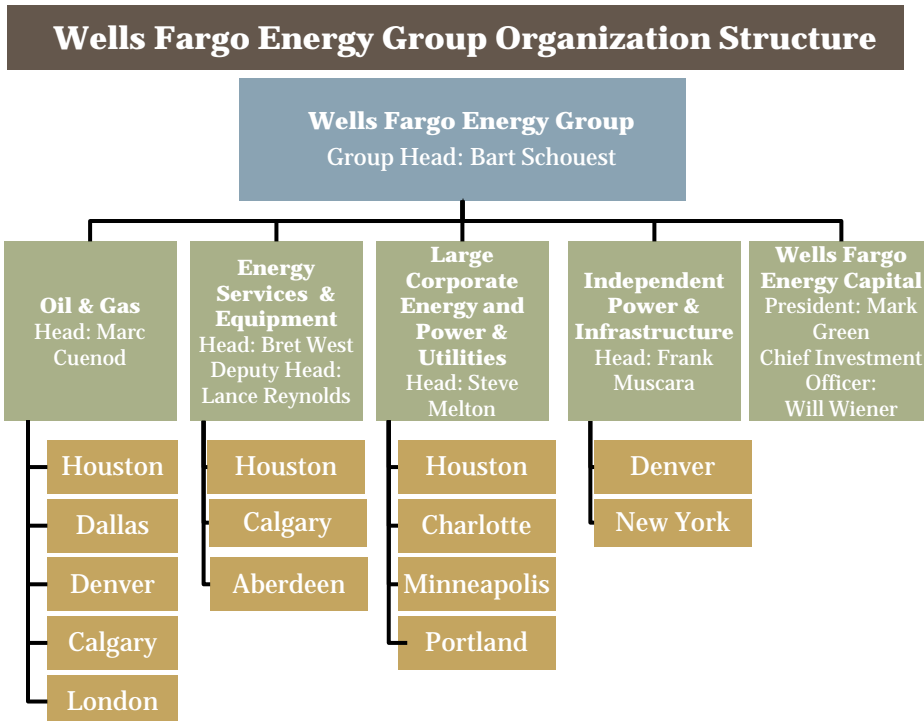 Wells Fargo Energy Group Organization Structure
Wells Fargo Energy Group
Group Head: Bart Schouest
Oil & Gas
Head: Marc
Cuenod
Energy
Services &
Equipment
Head: Bret West
Deputy Head:
Lance Reynolds
Large
Corporate
Energy and
Power &
Utilities
Head: Steve
Melton
Independent
Power &
Infrastructure
Head: Frank
Muscara
Wells Fargo
Energy Capital
President: Mark
Green
Chief Investment
Officer:
Will Wiener
Houston
Dallas
Denver
Calgary
London
Houston
Calgary
Aberdeen
Houston
Charlotte
Minneapolis
Portland
Denver
New York